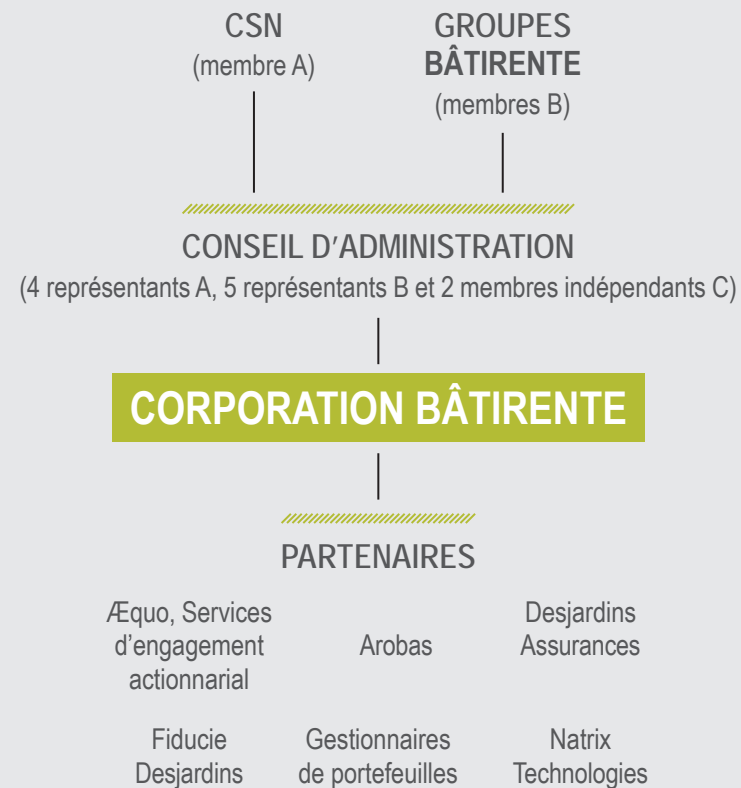 CSN
(membre A)
GROUPES
BÂTIRENTE
(membres B)
CONSEIL D'ADMINISTRATION
(4 représentants A, 5 représentants B et 2 membres indépendants C)
CORPORATION BÂTIRENTE
PARTENAIRES
Æquo, Services
d'engagement
actionnarial
Arobas
Desjardins
Assurances
Fiducie
Desjardins
Gestionnaires
de portefeuilles
Natrix
Technologies